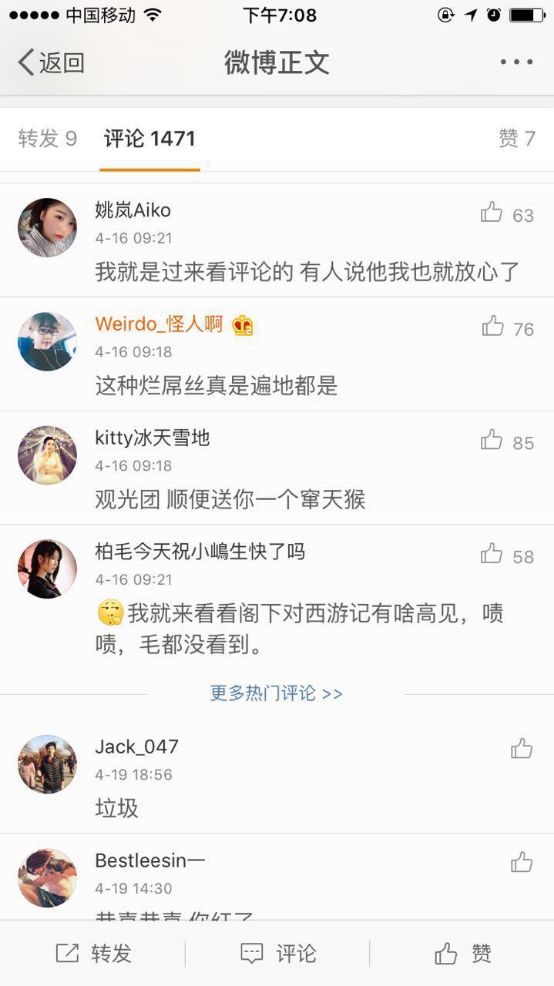 中国移动 下午7:08
返回 微博正文
转发 9 评论 1471 赞 7
姚岚Aiko 63
4-16 09:21
我就是过来看评论的 有人说他我也就放心了
Weirdo_怪人啊 76
4-16 09:18
这种烂屌丝真是遍地都是
kitty冰天雪地 85
4-16 09:18
观光团 顺便送你一个窜天猴
柏毛今天祝小嶋生快了吗 58
4-16 09:21
我就来看看阁下对西游记有啥高见，啧
啧，毛都没看到。
更多热门评论 >>
Jack_047
4-19 18:56
垃圾
Bestleesin一
4-19 14:30
恭喜恭喜 你红了
转发 评论 赞